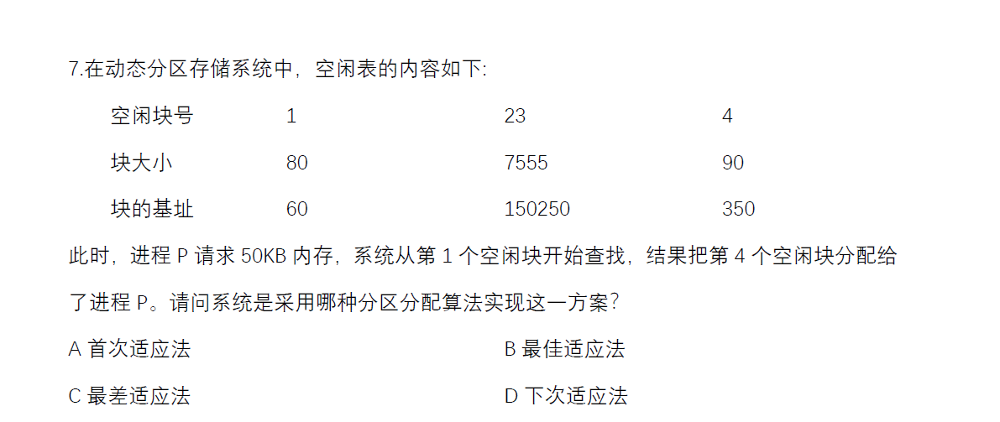 7.在动态分区存储系统中，空闲表的内容如下:
空闲块号 1 23 4
块大小 80 7555 90
块的基址 60 150250 350
此时，进程 P 请求 50KB 内存，系统从第 1 个空闲块开始查找，结果把第 4 个空闲块分配给
了进程 P。请问系统是采用哪种分区分配算法实现这一方案?
A 首次适应法 B 最佳适应法
C 最差适应法 D 下次适应法